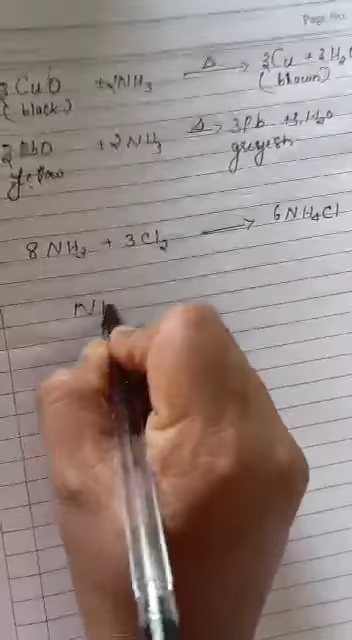 Page No.
3CuO + 2NH₃ —Δ→ 3Cu + 3H₂O
(black) (brown)
3PbO + 2NH₃ —Δ→ 3Pb + 3H₂O
yellow greyish
8NH₃ + 3Cl₂ ⟶ 6NH₄Cl
N